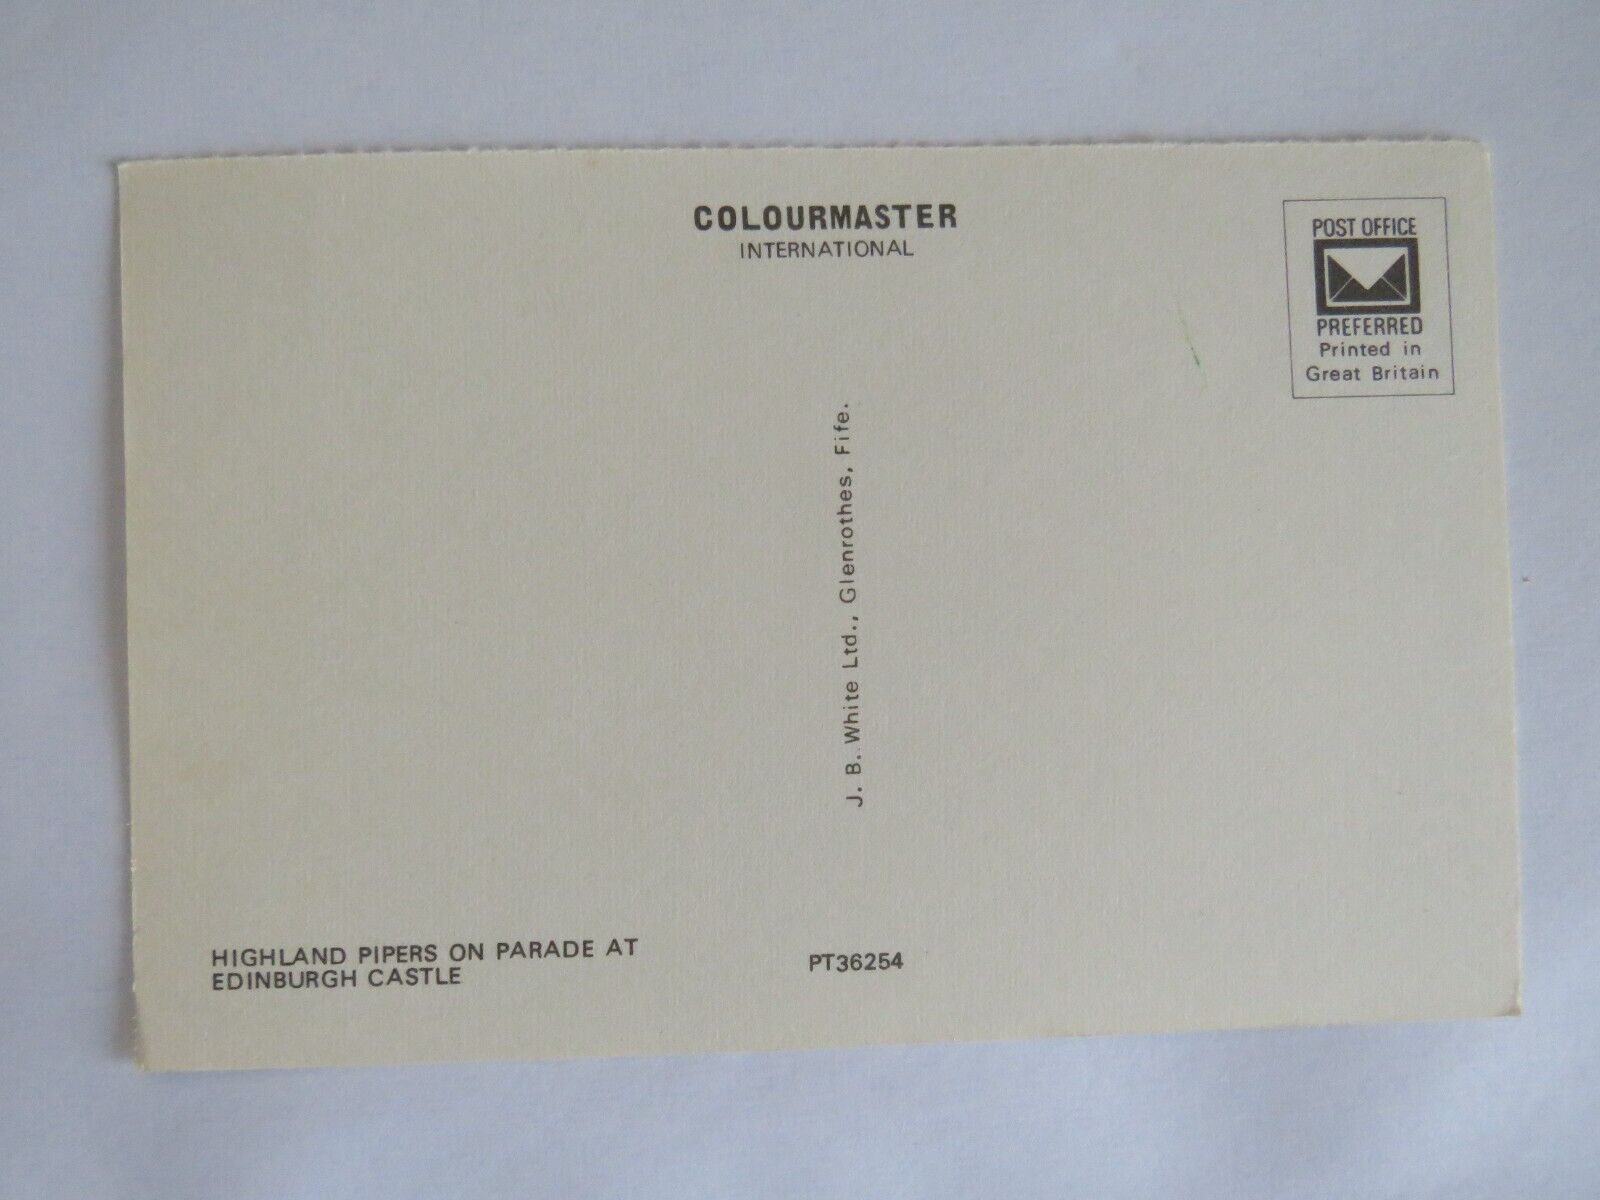 COLOURMASTER
INTERNATIONAL
POST OFFICE
PREFERRED
Printed in
Great Britain
J. B. White Ltd., Glenrothes, Fife.
HIGHLAND PIPERS ON PARADE AT
EDINBURGH CASTLE
PT36254